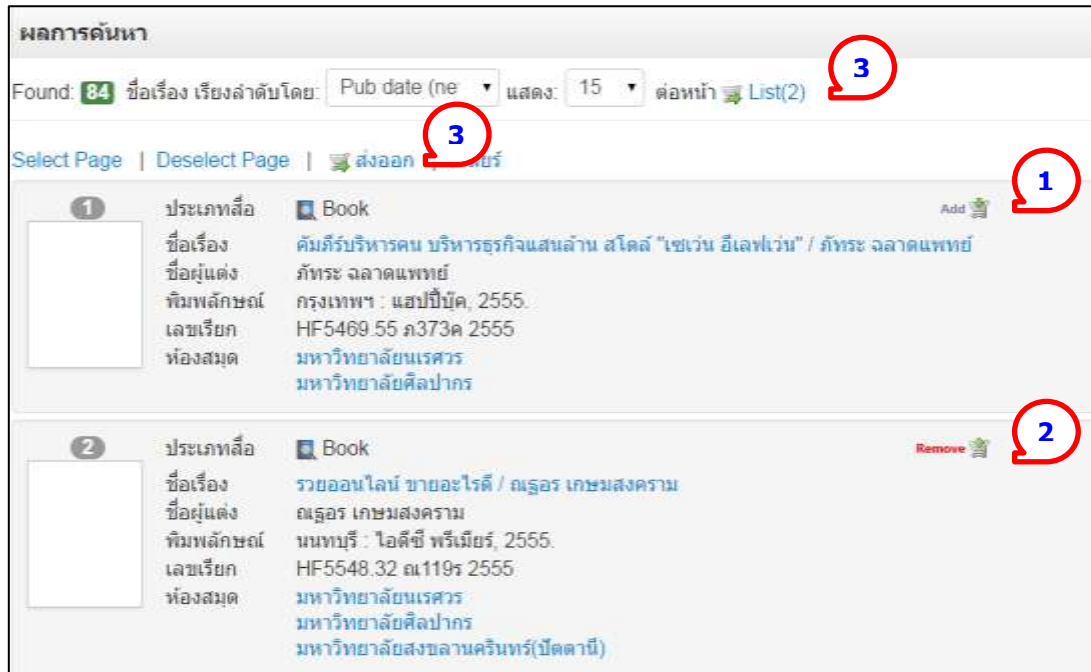 ผลการค้นหา
3
Found: 84 ชื่อเรื่อง เรียงลำดับโดย: Pub date (ne แสดง: 15 ต่อหน้า List(2)
3
Select Page | Deselect Page | ส่งออก
1
1 ประเภทสื่อ Book Add
ชื่อเรื่อง คัมภีร์บริหารคน บริหารธุรกิจแสนล้าน สไตล์ "เซเว่น อีเลฟเว่น" / ภัทระ ฉลาดแพทย์
ชื่อผู้แต่ง ภัทระ ฉลาดแพทย์
พิมพลักษณ์ กรุงเทพฯ : แฮปปี้บุ๊ค, 2555.
เลขเรียก HF5469.55 ภ373ค 2555
ห้องสมุด มหาวิทยาลัยนเรศวร
มหาวิทยาลัยศิลปากร
2
2 ประเภทสื่อ Book Remove
ชื่อเรื่อง รวยออนไลน์ ขายอะไรดี / ณฐอร เกษมสงคราม
ชื่อผู้แต่ง ณฐอร เกษมสงคราม
พิมพลักษณ์ นนทบุรี : ไอดีซี พรีเมียร์, 2555.
เลขเรียก HF5548.32 ณ119ร 2555
ห้องสมุด มหาวิทยาลัยนเรศวร
มหาวิทยาลัยศิลปากร
มหาวิทยาลัยสงขลานครินทร์(ปัตตานี)